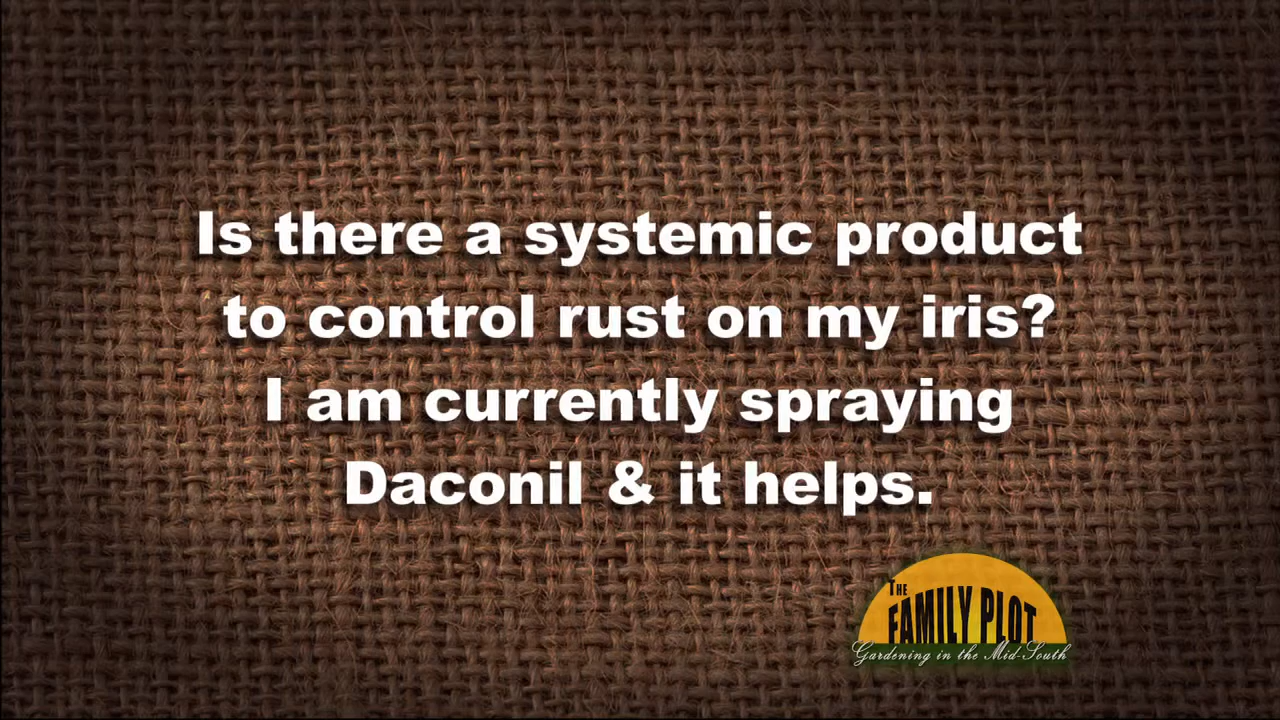 Is there a systemic product
to control rust on my iris?
I am currently spraying
Daconil & it helps.
THE
FAMILY PLOT
Gardening in the Mid-South